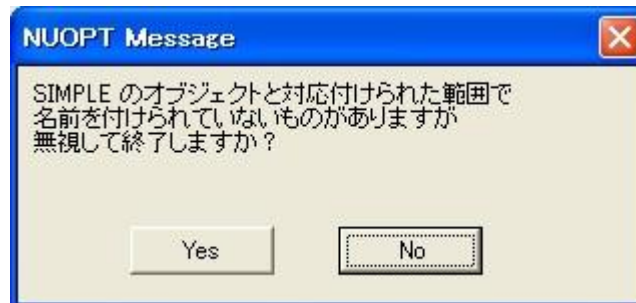 NUOPT Message
SIMPLE のオブジェクトと対応付けられた範囲で
名前を付けられていないものがありますが
無視して終了しますか？
Yes
No